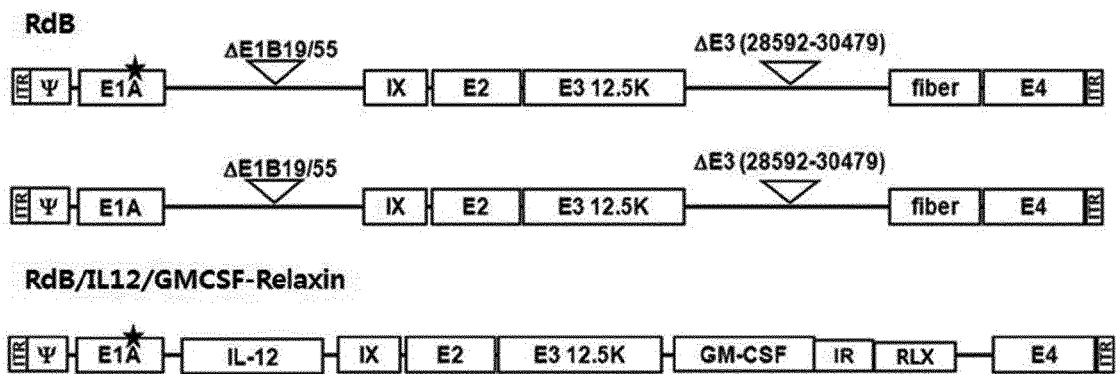 RdB
ΔE1B19/55 ΔE3 (28592-30479)
ITR Ψ E1A IX E2 E3 12.5K fiber E4 ITR
ΔE1B19/55 ΔE3 (28592-30479)
ITR Ψ E1A IX E2 E3 12.5K fiber E4 ITR
RdB/IL12/GMCSF-Relaxin
ITR Ψ E1A IL-12 IX E2 E3 12.5K GM-CSF IR RLX E4 ITR